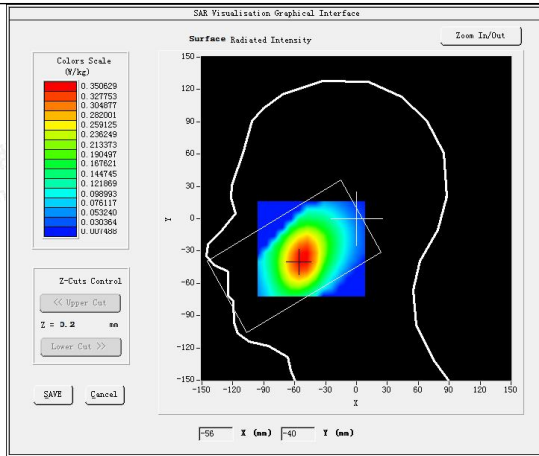 SAR Visualisation Graphical Interface
Surface Radiated Intensity
Zoom In/Out
Colors Scale
(W/kg)
0.350629
0.327753
0.304877
0.282001
0.259125
0.236249
0.213373
0.190497
0.167621
0.144745
0.121869
0.098993
0.076117
0.053240
0.030364
0.007488
Z-Cuts Control
<< Upper Cut
Z = 3.2 mm
Lower Cut >>
SAVE Cancel
150
120
90
60
30
0
-30
-60
-90
-120
-150
Y
-150 -120 -90 -60 -30 0 30 60 90 120 150
X
-56 X (mm) -40 Y (mm)